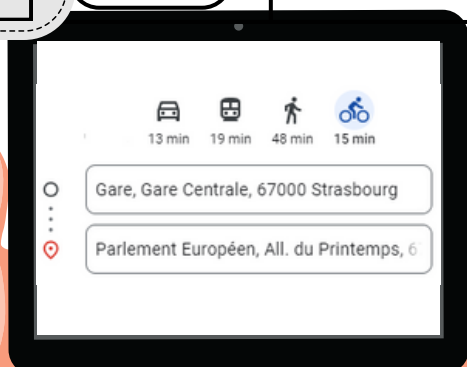 13 min 19 min 48 min 15 min
Gare, Gare Centrale, 67000 Strasbourg
Parlement Européen, All. du Printemps, 6